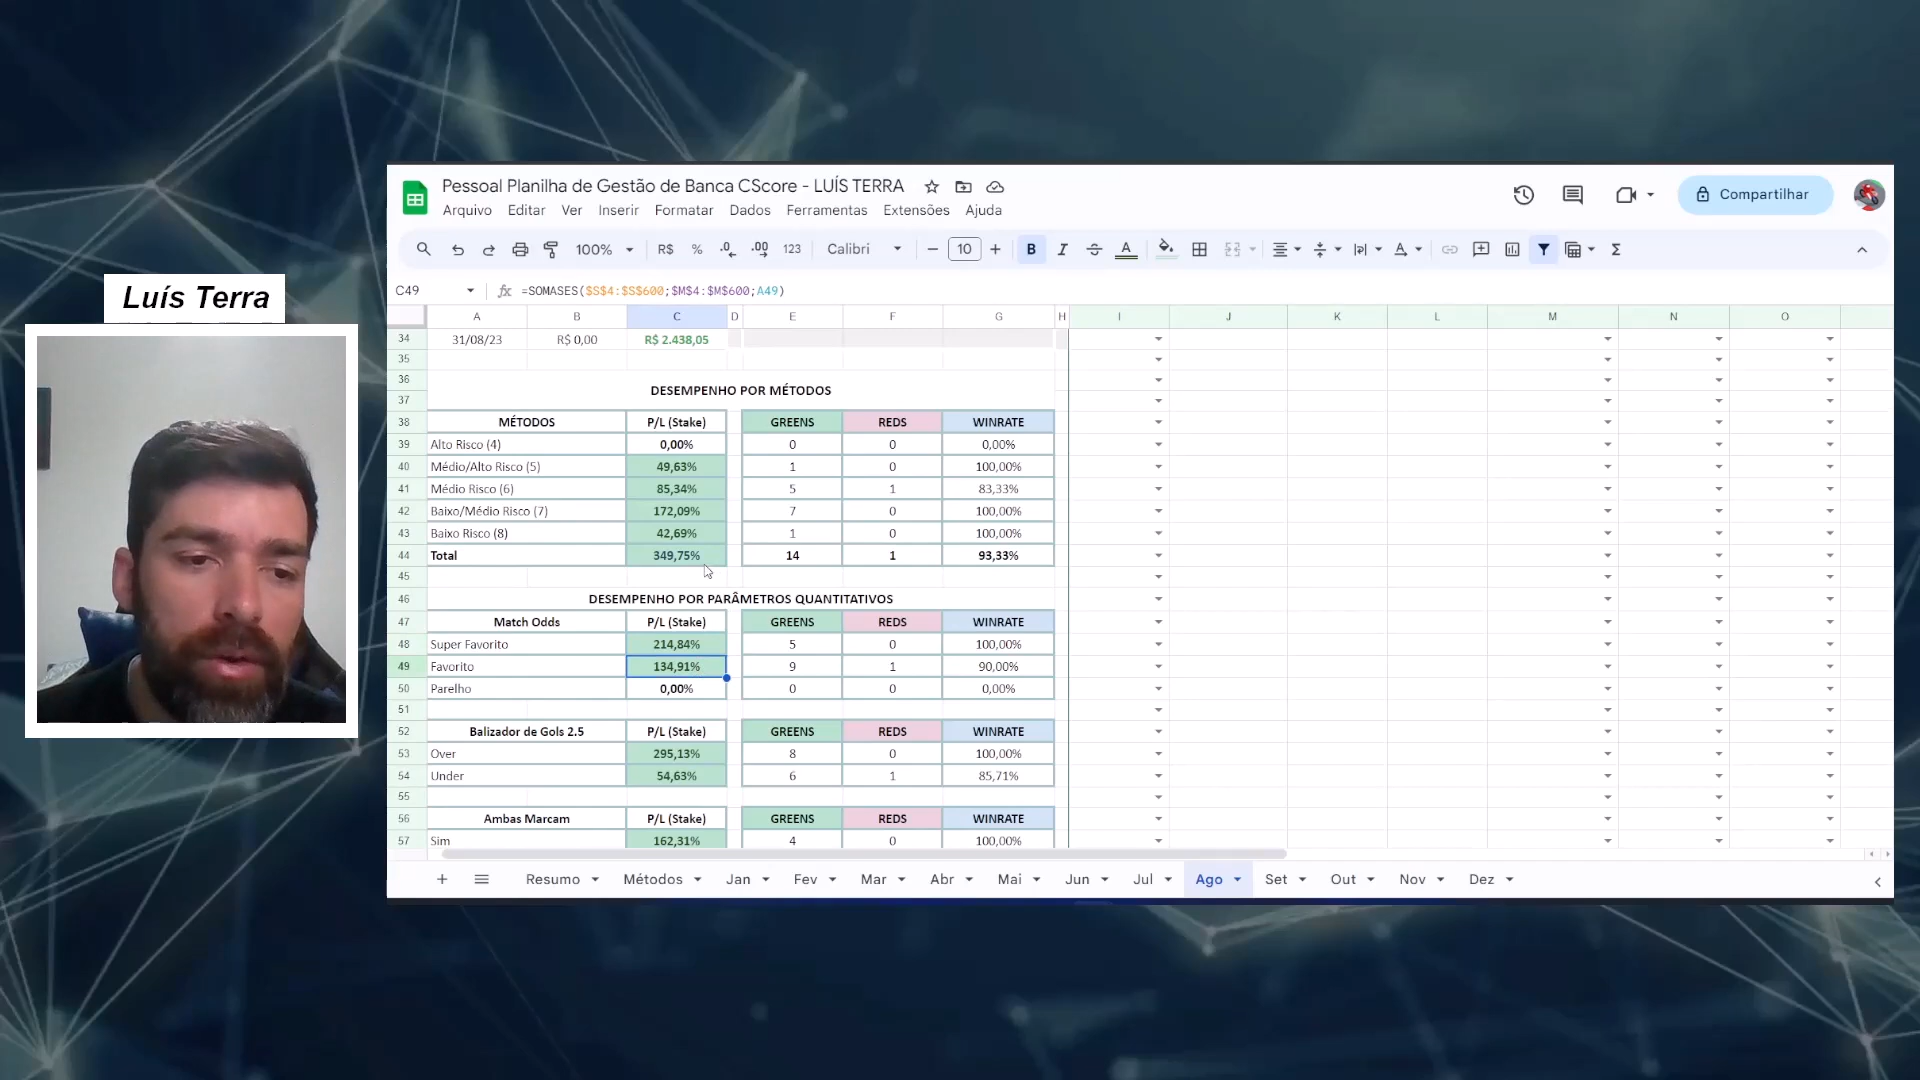 Luís Terra
Pessoal Planilha de Gestão de Banca CScore - LUÍS TERRA
Compartilhar
Arquivo Editar Ver Inserir Formatar Dados Ferramentas Extensões Ajuda
100% R$ % .0 .00 123 Calibri 10 B I A Σ
C49 fx =SOMASES($S$4:$S$600;$M$4:$M$600;A49)
A B C D E F G H I J K L M N O
34 31/08/23 R$ 0,00 R$ 2.438,05
35
36
DESEMPENHO POR MÉTODOS
37
38 MÉTODOS P/L (Stake) GREENS REDS WINRATE
39 Alto Risco (4) 0,00% 0 0 0,00%
40 Médio/Alto Risco (5) 49,63% 1 0 100,00%
41 Médio Risco (6) 85,34% 5 1 83,33%
42 Baixo/Médio Risco (7) 172,09% 7 0 100,00%
43 Baixo Risco (8) 42,69% 1 0 100,00%
44 Total 349,75% 14 1 93,33%
45
46 DESEMPENHO POR PARÂMETROS QUANTITATIVOS
47 Match Odds P/L (Stake) GREENS REDS WINRATE
48 Super Favorito 214,84% 5 0 100,00%
49 Favorito 134,91% 9 1 90,00%
50 Parelho 0,00% 0 0 0,00%
51
52 Balizador de Gols 2.5 P/L (Stake) GREENS REDS WINRATE
53 Over 295,13% 8 0 100,00%
54 Under 54,63% 6 1 85,71%
55
56 Ambas Marcam P/L (Stake) GREENS REDS WINRATE
57 Sim 162,31% 4 0 100,00%
Resumo Métodos Jan Fev Mar Abr Mai Jun Jul Ago Set Out Nov Dez